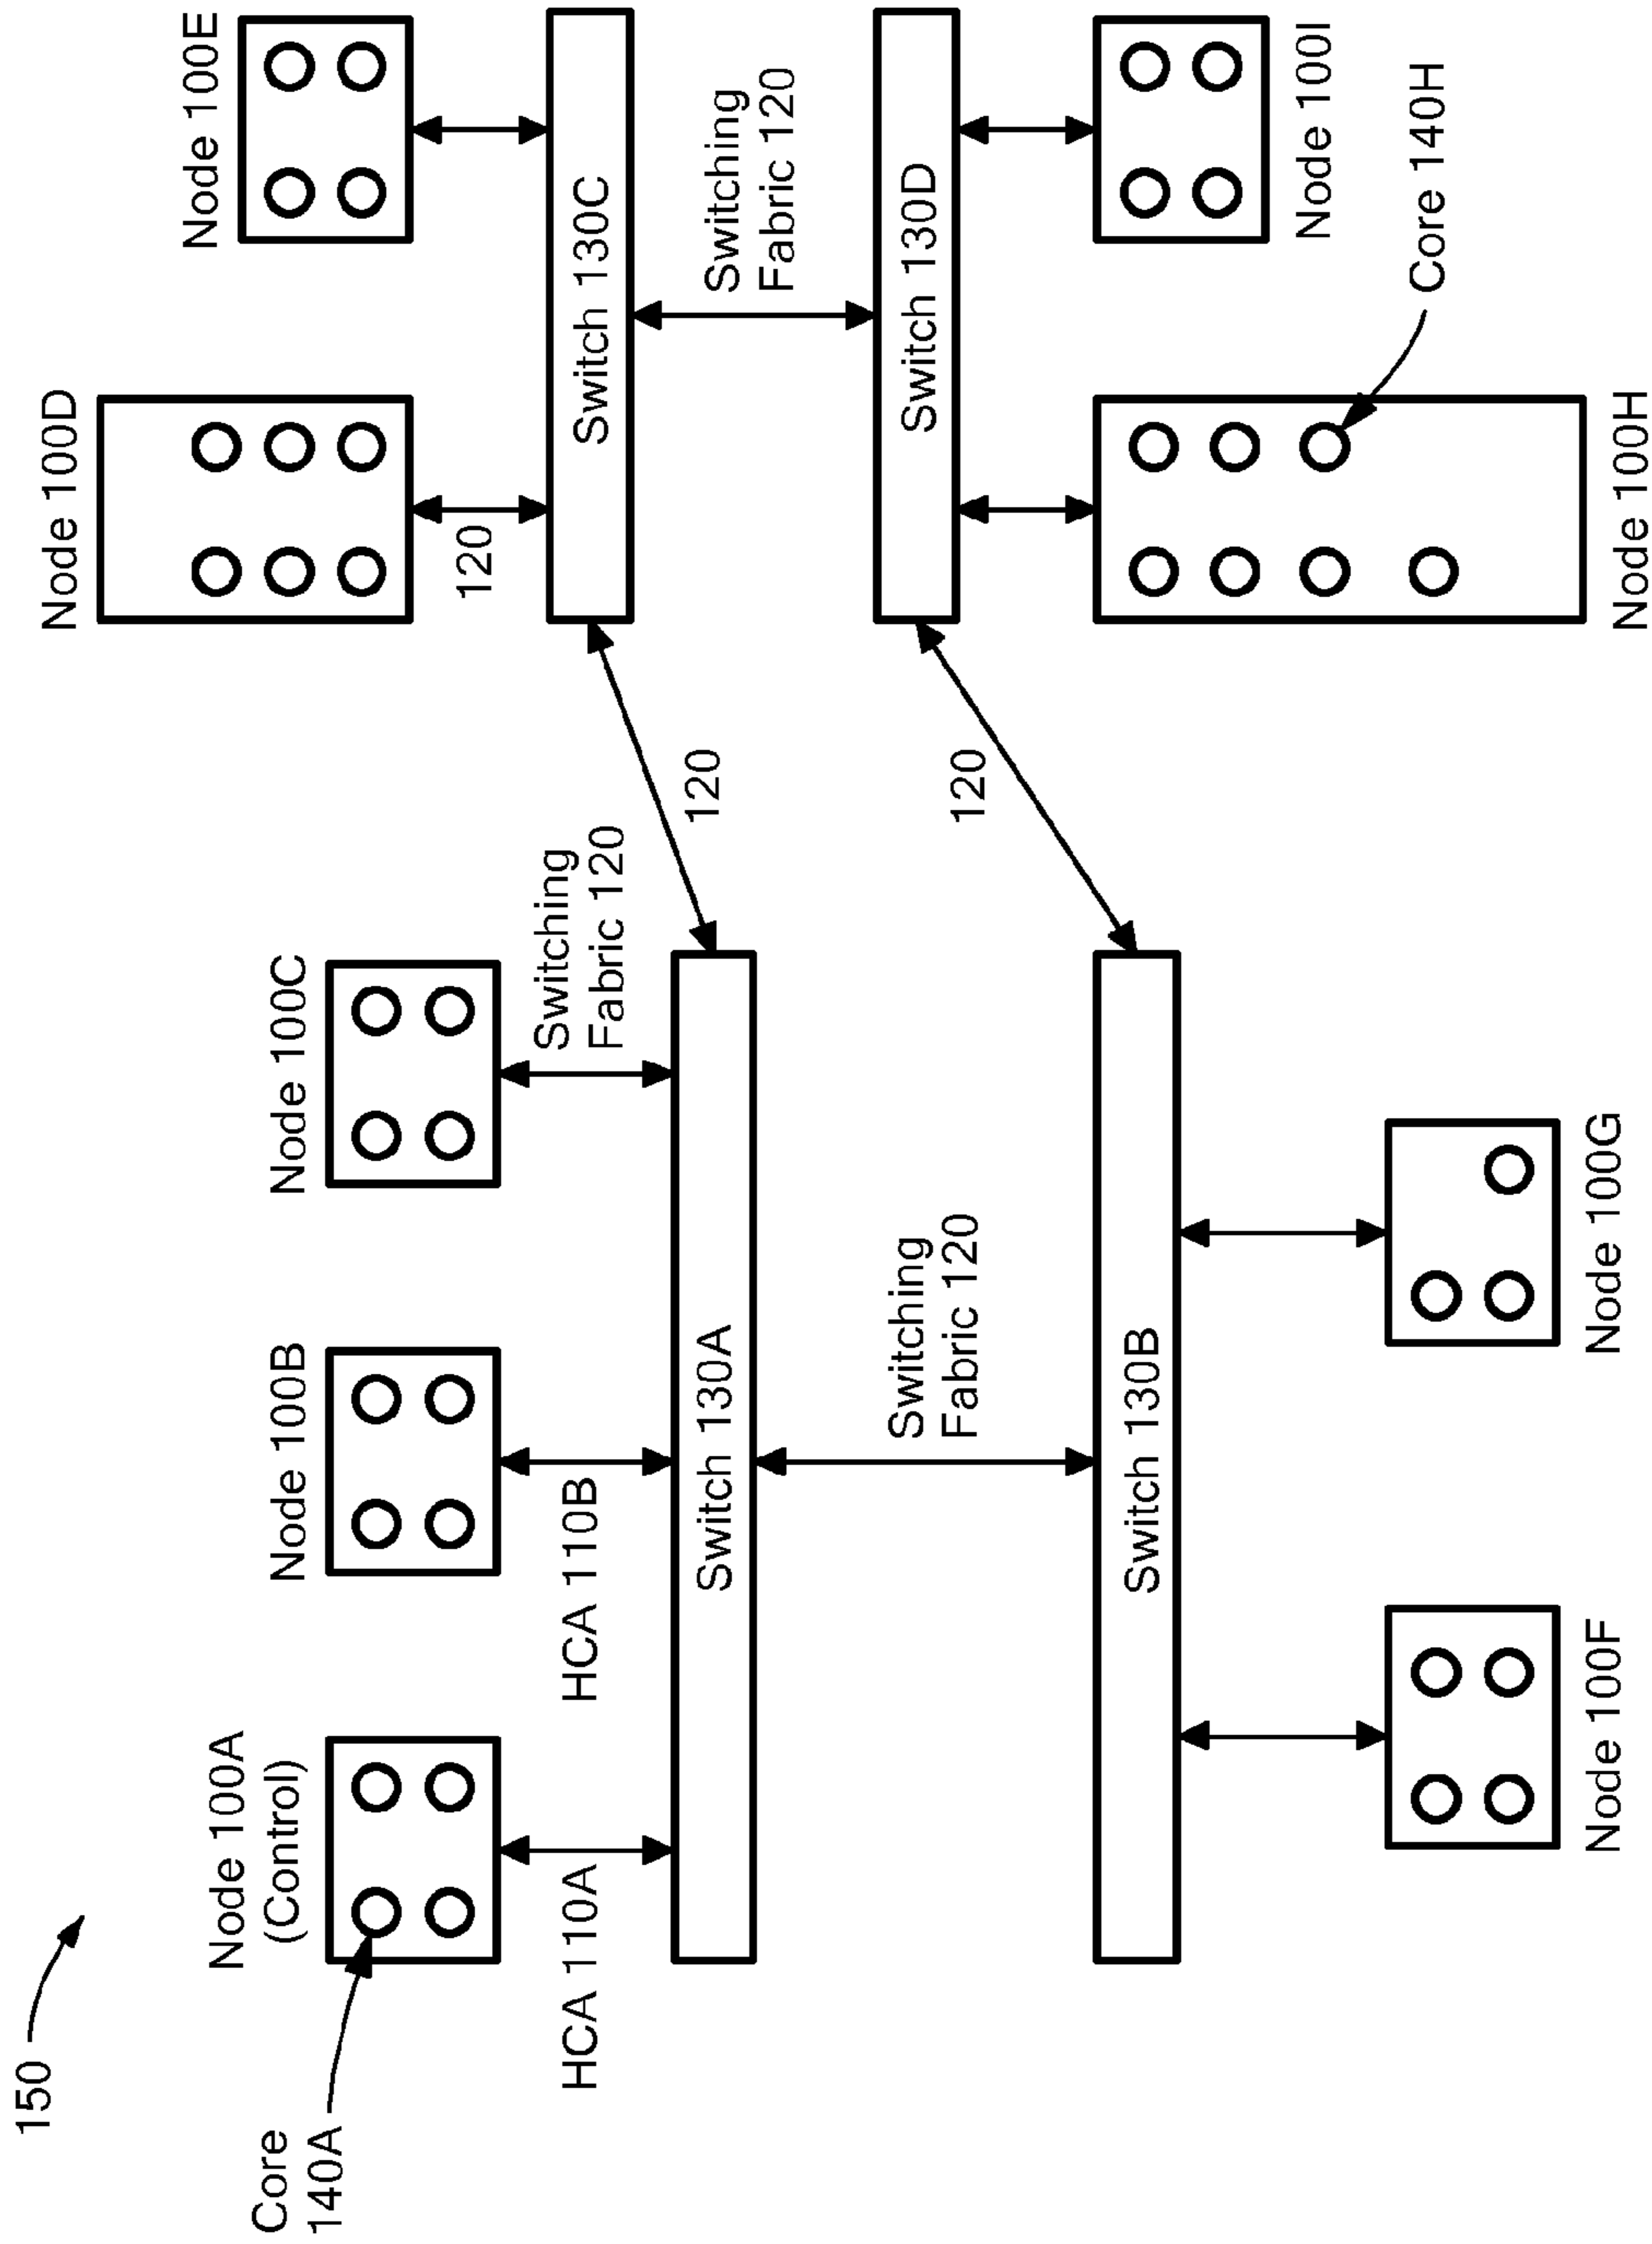 150
Core
140A
Node 100A
(Control)
Node 100B
Node 100C
Node 100D
Node 100E
HCA 110A
HCA 110B
Switching
Fabric 120
120
Switch 130A
Switch 130C
120
Switching
Fabric 120
Switching
Fabric 120
120
Switch 130B
Switch 130D
Node 100F
Node 100G
Node 100H
Node 100I
Core 140H